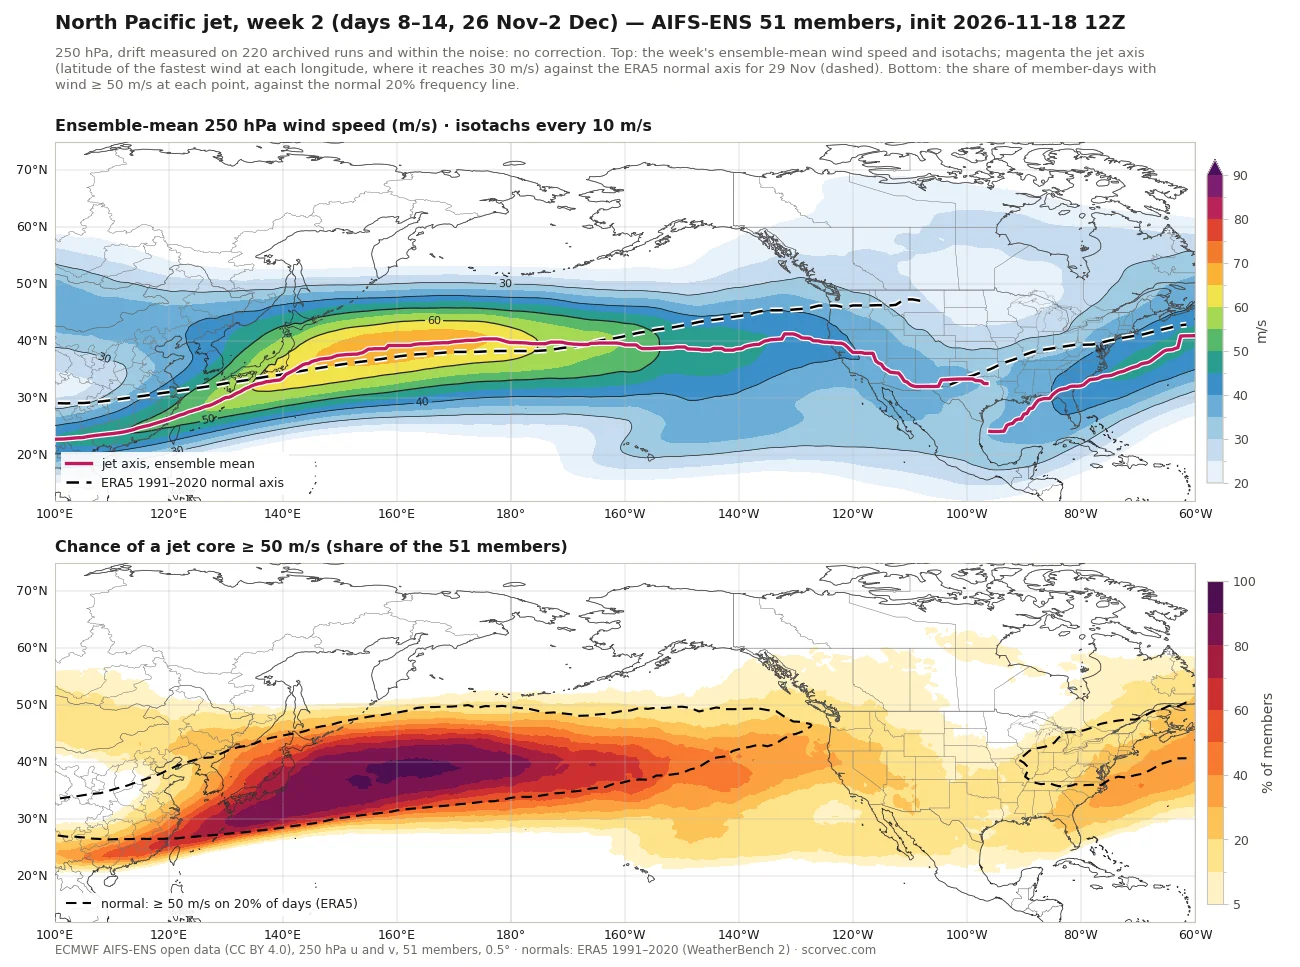 North Pacific jet, week 2 (days 8–14, 26 Nov–2 Dec) — AIFS-ENS 51 members, init 2026-11-18 12Z
250 hPa, drift measured on 220 archived runs and within the noise: no correction. Top: the week's ensemble-mean wind speed and isotachs; magenta the jet axis
(latitude of the fastest wind at each longitude, where it reaches 30 m/s) against the ERA5 normal axis for 29 Nov (dashed). Bottom: the share of member-days with
wind ≥ 50 m/s at each point, against the normal 20% frequency line.
Ensemble-mean 250 hPa wind speed (m/s) · isotachs every 10 m/s
70°N
60°N
50°N
40°N
30°N
20°N
30
60
30
40
50
30
jet axis, ensemble mean
ERA5 1991–2020 normal axis
100°E 120°E 140°E 160°E 180° 160°W 140°W 120°W 100°W 80°W 60°W
90
80
70
60
50
40
30
20
m/s
Chance of a jet core ≥ 50 m/s (share of the 51 members)
70°N
60°N
50°N
40°N
30°N
20°N
normal: ≥ 50 m/s on 20% of days (ERA5)
100°E 120°E 140°E 160°E 180° 160°W 140°W 120°W 100°W 80°W 60°W
100
80
60
40
20
5
% of members
ECMWF AIFS-ENS open data (CC BY 4.0), 250 hPa u and v, 51 members, 0.5° · normals: ERA5 1991–2020 (WeatherBench 2) · scorvec.com